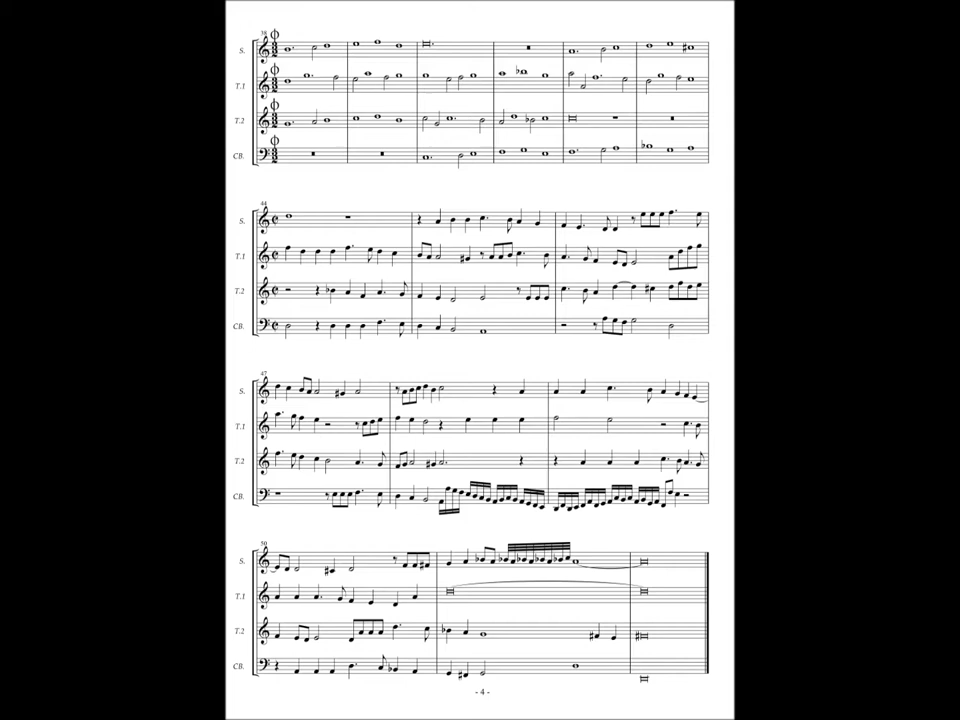 38
S.
T.1
T.2
CB.
44
S.
T.1
T.2
CB.
47
S.
T.1
T.2
CB.
50
S.
T.1
T.2
CB.
- 4 -